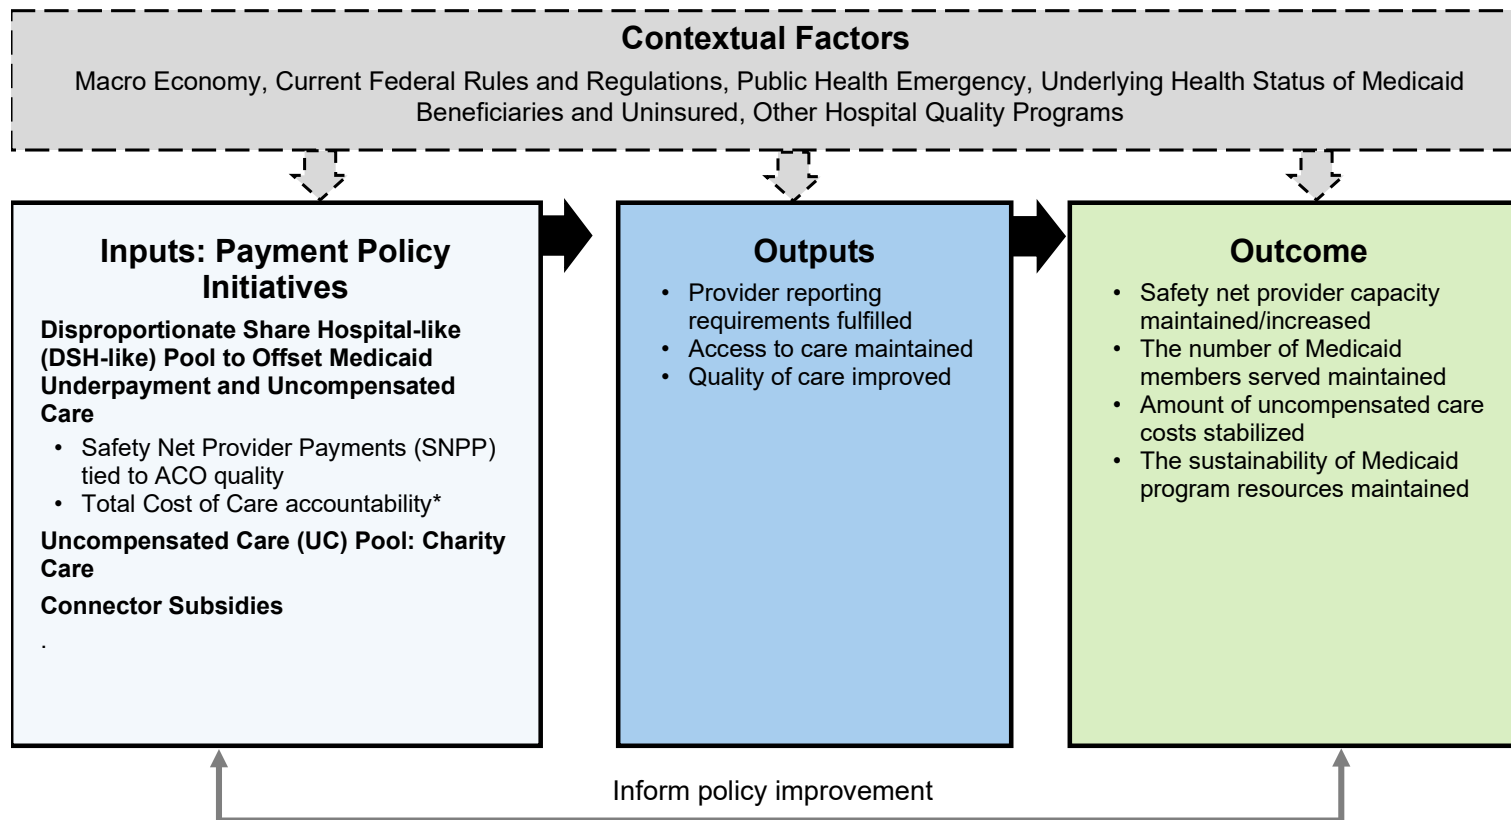 Contextual Factors
Macro Economy, Current Federal Rules and Regulations, Public Health Emergency, Underlying Health Status of Medicaid
Beneficiaries and Uninsured, Other Hospital Quality Programs
Inputs: Payment Policy
Initiatives
Disproportionate Share Hospital-like
(DSH-like) Pool to Offset Medicaid
Underpayment and Uncompensated
Care
• Safety Net Provider Payments (SNPP)
tied to ACO quality
• Total Cost of Care accountability*
Uncompensated Care (UC) Pool: Charity
Care
Connector Subsidies
.
Outputs
• Provider reporting
requirements fulfilled
• Access to care maintained
• Quality of care improved
Outcome
• Safety net provider capacity
maintained/increased
• The number of Medicaid
members served maintained
• Amount of uncompensated care
costs stabilized
• The sustainability of Medicaid
program resources maintained
Inform policy improvement